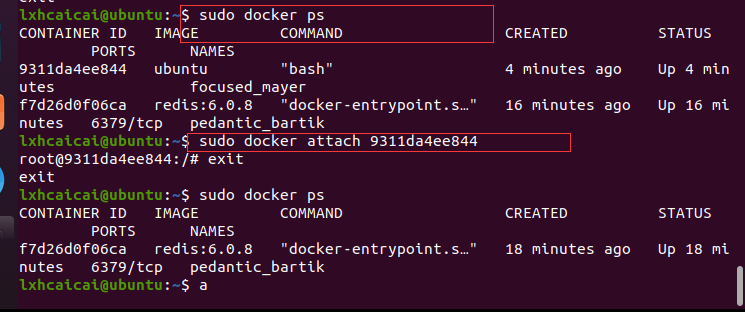 exit
lxhcaicai@ubuntu:~$ sudo docker ps
CONTAINER ID   IMAGE          COMMAND                  CREATED          STATUS
         PORTS      NAMES
9311da4ee844   ubuntu         "bash"                   4 minutes ago    Up 4 min
utes                focused_mayer
f7d26d0f06ca   redis:6.0.8   "docker-entrypoint.s…"   16 minutes ago   Up 16 mi
nutes   6379/tcp   pedantic_bartik
lxhcaicai@ubuntu:~$ sudo docker attach 9311da4ee844
root@9311da4ee844:/# exit
exit
lxhcaicai@ubuntu:~$ sudo docker ps
CONTAINER ID   IMAGE          COMMAND                  CREATED          STATUS
         PORTS      NAMES
f7d26d0f06ca   redis:6.0.8   "docker-entrypoint.s…"   18 minutes ago   Up 18 mi
nutes   6379/tcp   pedantic_bartik
lxhcaicai@ubuntu:~$ a